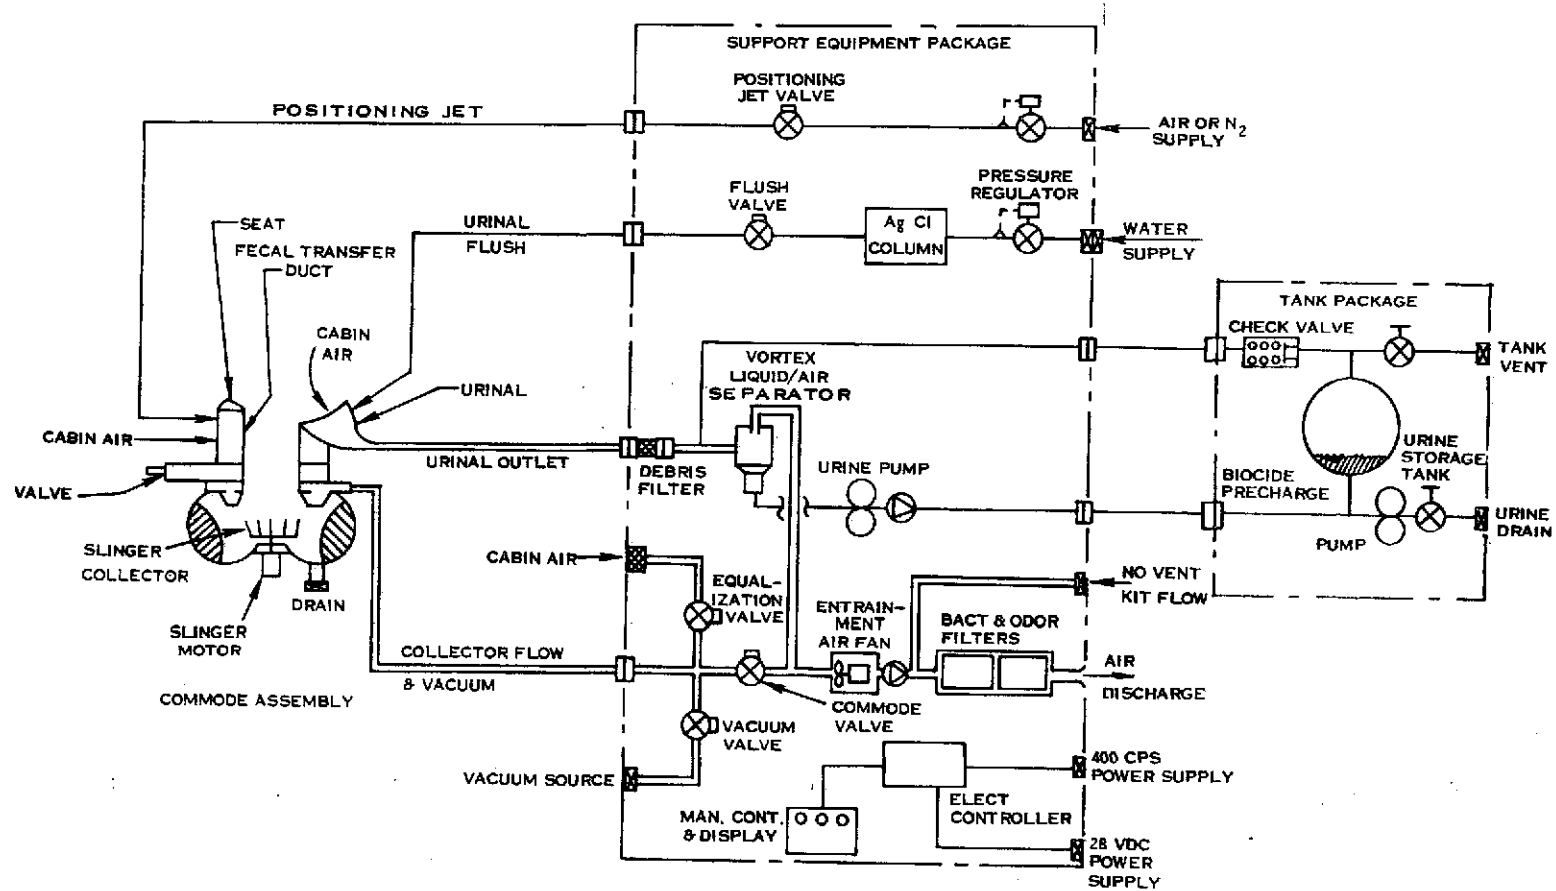 SUPPORT EQUIPMENT PACKAGE
POSITIONING
JET VALVE
POSITIONING JET
AIR OR N2
SUPPLY
PRESSURE
REGULATOR
FLUSH
VALVE
Ag Cl
COLUMN
URINAL
FLUSH
WATER
SUPPLY
SEAT
FECAL TRANSFER
DUCT
CABIN
AIR
URINAL
CABIN AIR
VALVE
URINAL OUTLET
VORTEX
LIQUID/AIR
SEPARATOR
DEBRIS
FILTER
URINE PUMP
TANK PACKAGE
CHECK VALVE
TANK
VENT
URINE
STORAGE
TANK
BIOCIDE
PRECHARGE
PUMP
URINE
DRAIN
SLINGER
COLLECTOR
DRAIN
SLINGER
MOTOR
COMMODE ASSEMBLY
CABIN AIR
EQUAL-
IZATION
VALVE
ENTRAIN-
MENT
AIR FAN
BACT & ODOR
FILTERS
NO VENT
KIT FLOW
COLLECTOR FLOW
& VACUUM
AIR
DISCHARGE
COMMODE
VALVE
VACUUM
VALVE
VACUUM SOURCE
400 CPS
POWER SUPPLY
ELECT
CONTROLLER
MAN. CONT.
& DISPLAY
28 VDC
POWER
SUPPLY